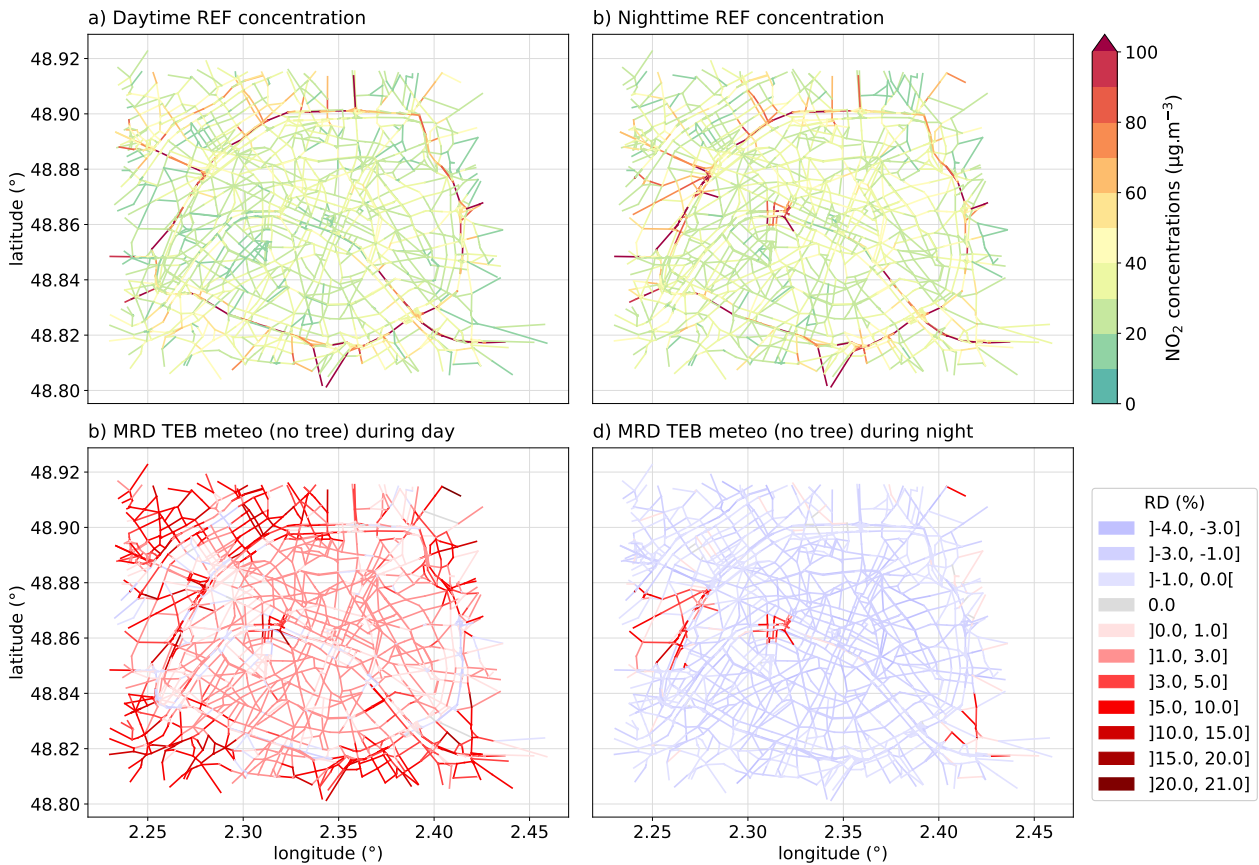 a) Daytime REF concentration
b) Nighttime REF concentration
latitude (°)
48.92
48.90
48.88
48.86
48.84
48.82
48.80
100
80
60
40
20
0
NO₂ concentrations (µg.m⁻³)
b) MRD TEB meteo (no tree) during day
d) MRD TEB meteo (no tree) during night
latitude (°)
48.92
48.90
48.88
48.86
48.84
48.82
48.80
2.25 2.30 2.35 2.40 2.45
longitude (°)
2.25 2.30 2.35 2.40 2.45
longitude (°)
RD (%)
]-4.0, -3.0]
]-3.0, -1.0]
]-1.0, 0.0[
0.0
]0.0, 1.0]
]1.0, 3.0]
]3.0, 5.0]
]5.0, 10.0]
]10.0, 15.0]
]15.0, 20.0]
]20.0, 21.0]